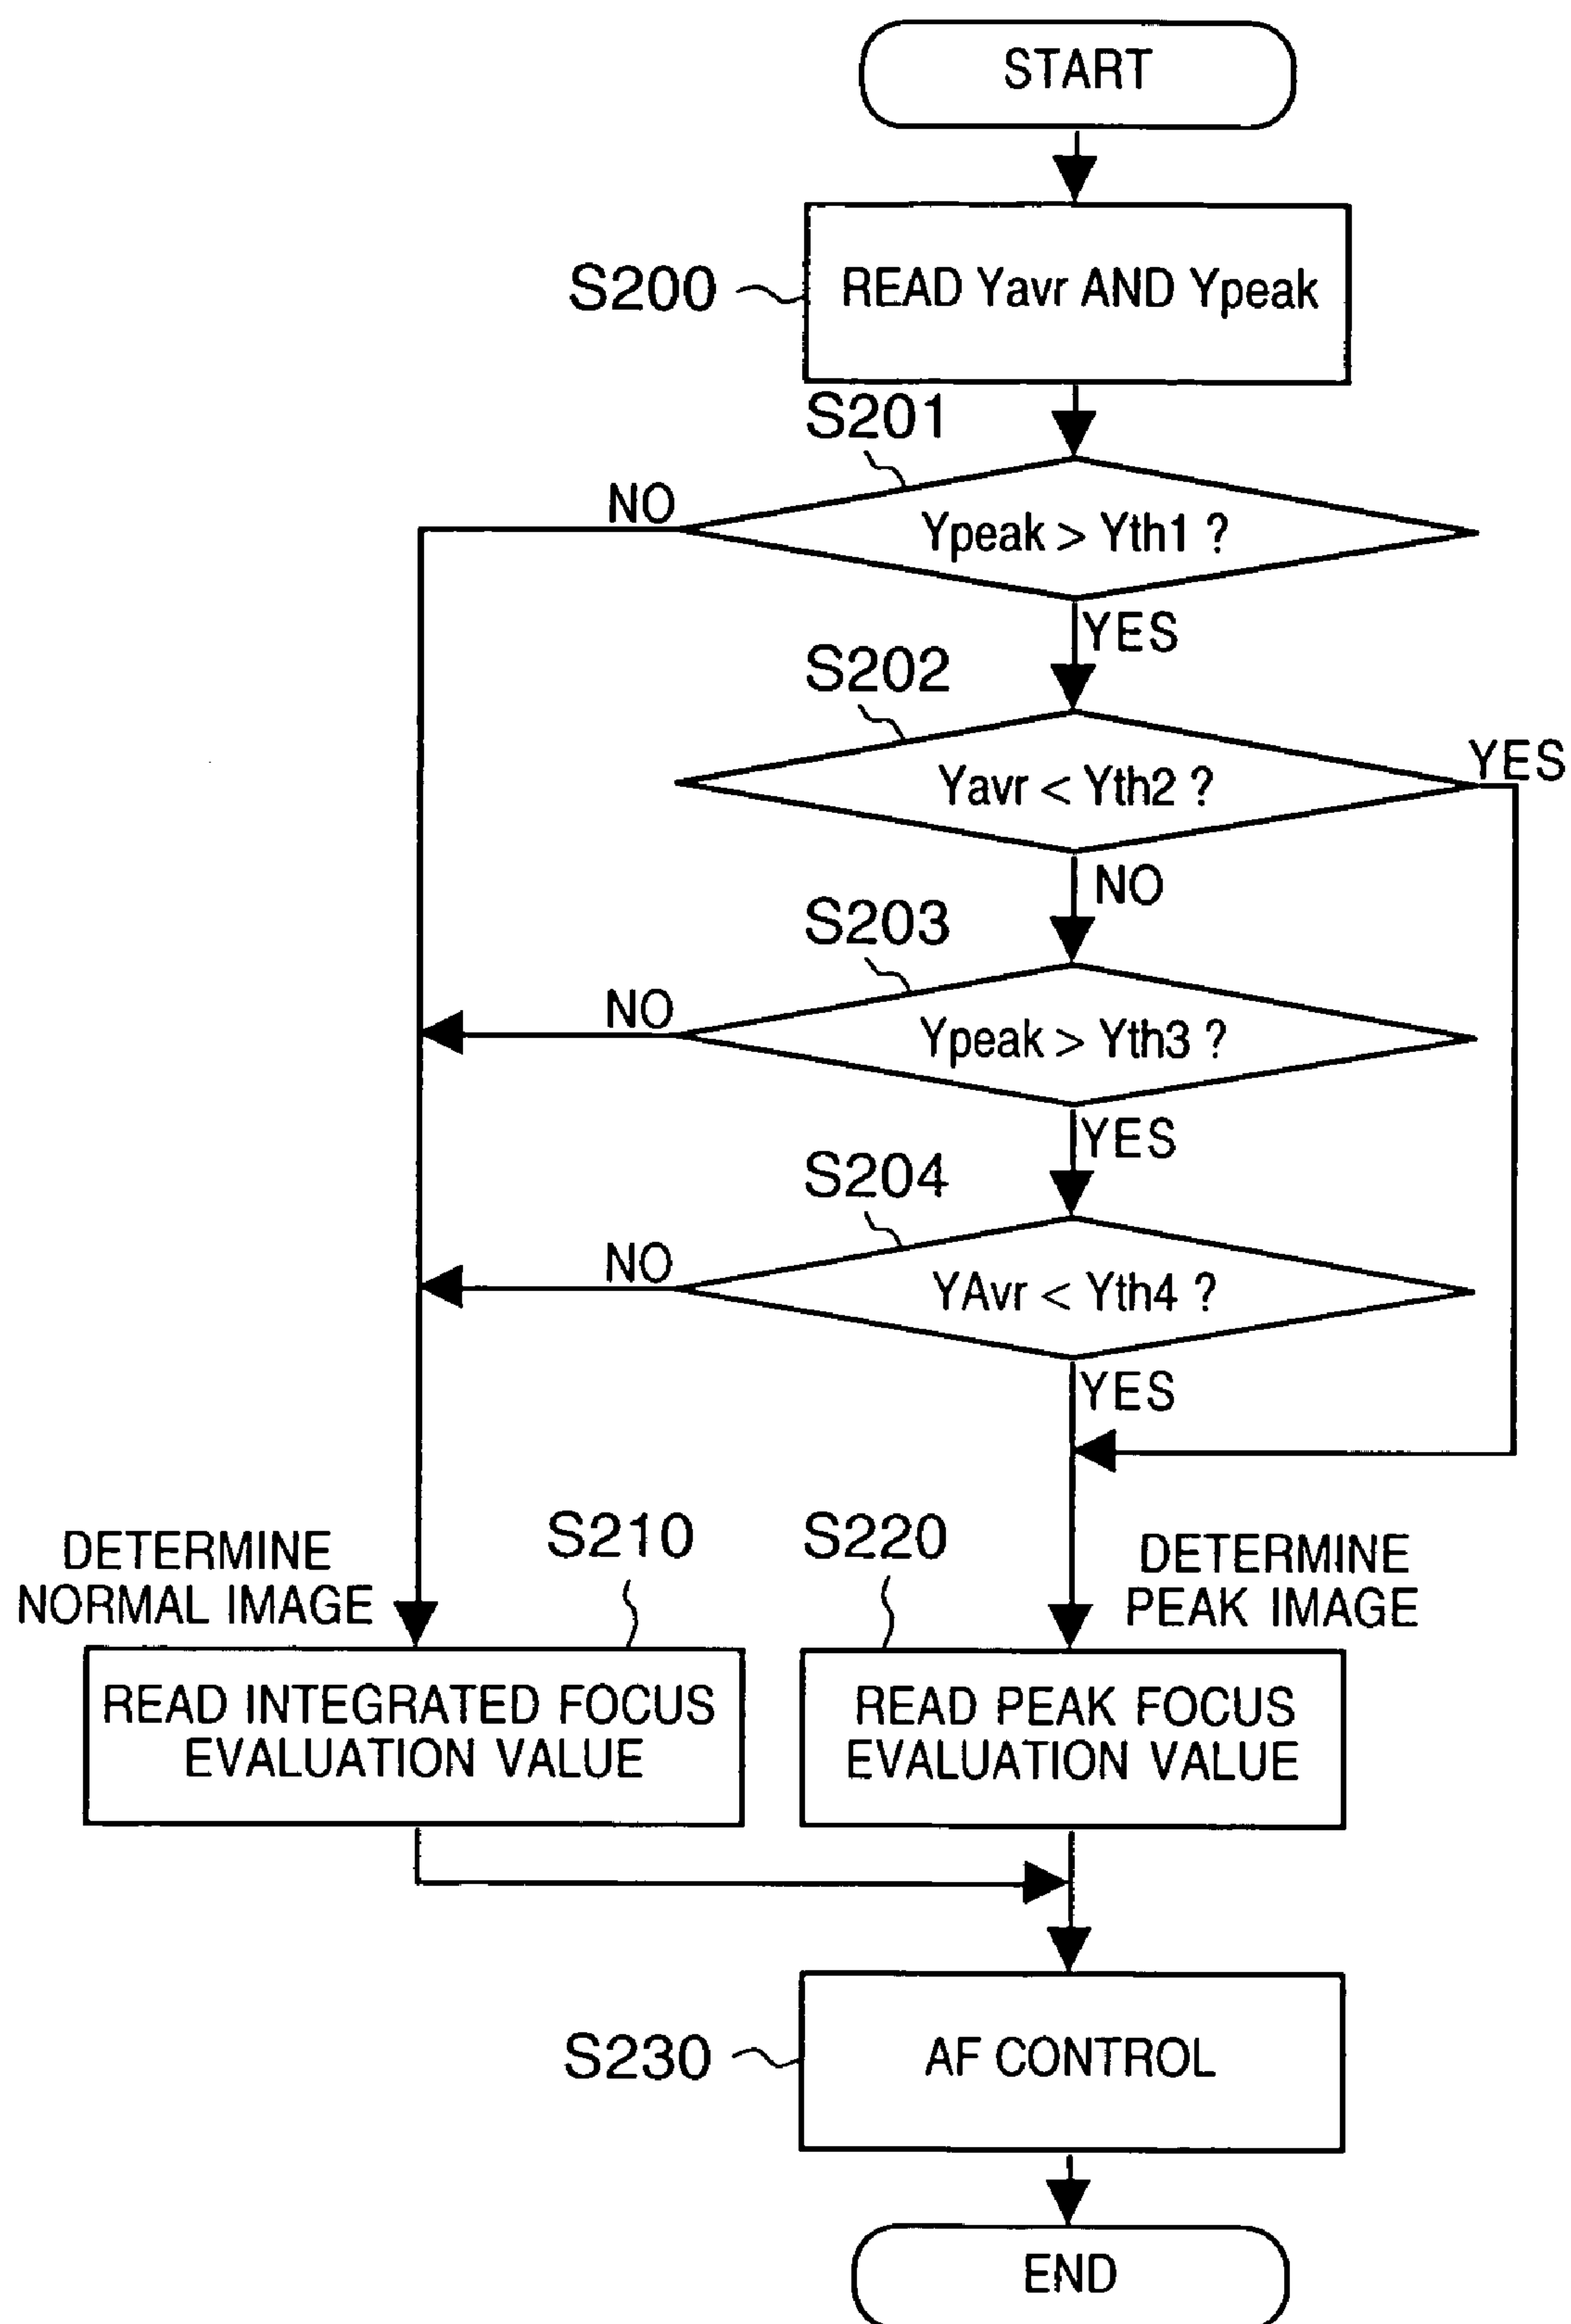 START
S200
READ Yavr AND Ypeak
S201
NO
Ypeak > Yth1 ?
YES
S202
YES
Yavr < Yth2 ?
NO
S203
NO
Ypeak > Yth3 ?
YES
S204
NO
YAvr < Yth4 ?
YES
DETERMINE
NORMAL IMAGE
S210
S220
DETERMINE
PEAK IMAGE
READ INTEGRATED FOCUS
EVALUATION VALUE
READ PEAK FOCUS
EVALUATION VALUE
S230
AF CONTROL
END